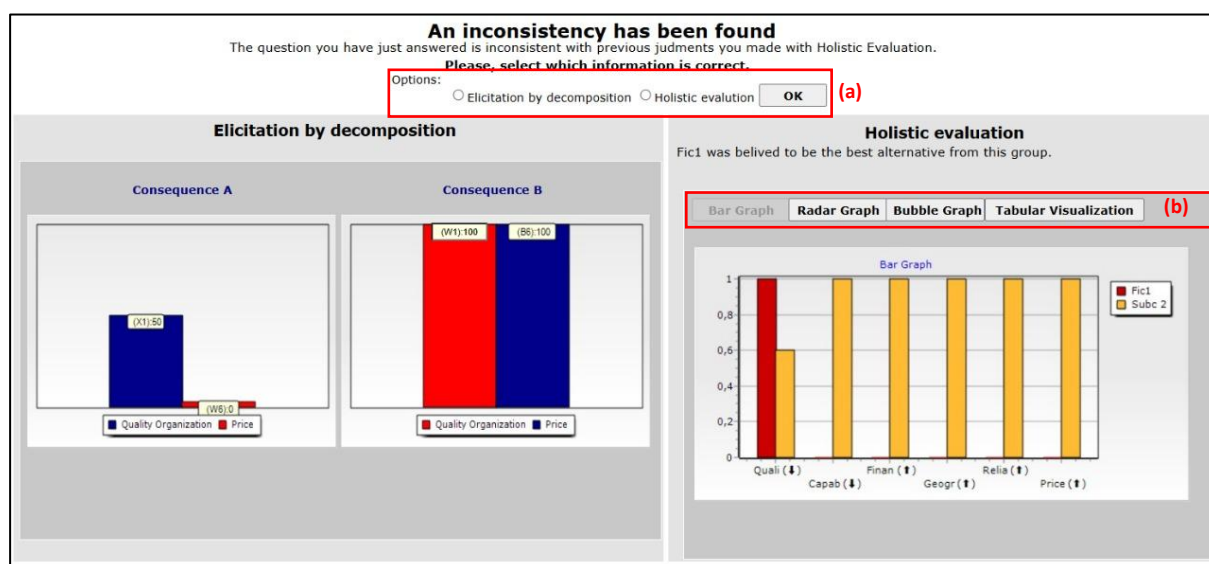 An inconsistency has been found
The question you have just answered is inconsistent with previous judments you made with Holistic Evaluation.
Please, select which information is correct.
Options:
Elicitation by decomposition Holistic evalution OK (a)
Elicitation by decomposition
Consequence A Consequence B
(X1):50
(W6):0
Quality Organization Price
(W1):100 (B6):100
Quality Organization Price
Holistic evaluation
Fic1 was belived to be the best alternative from this group.
Bar Graph Radar Graph Bubble Graph Tabular Visualization (b)
Bar Graph
1
0,8
0,6
0,4
0,2
0
Quali (⬇) Finan (⬆) Relia (⬆)
Capab (⬇) Geogr (⬆) Price (⬆)
Fic1
Subc 2